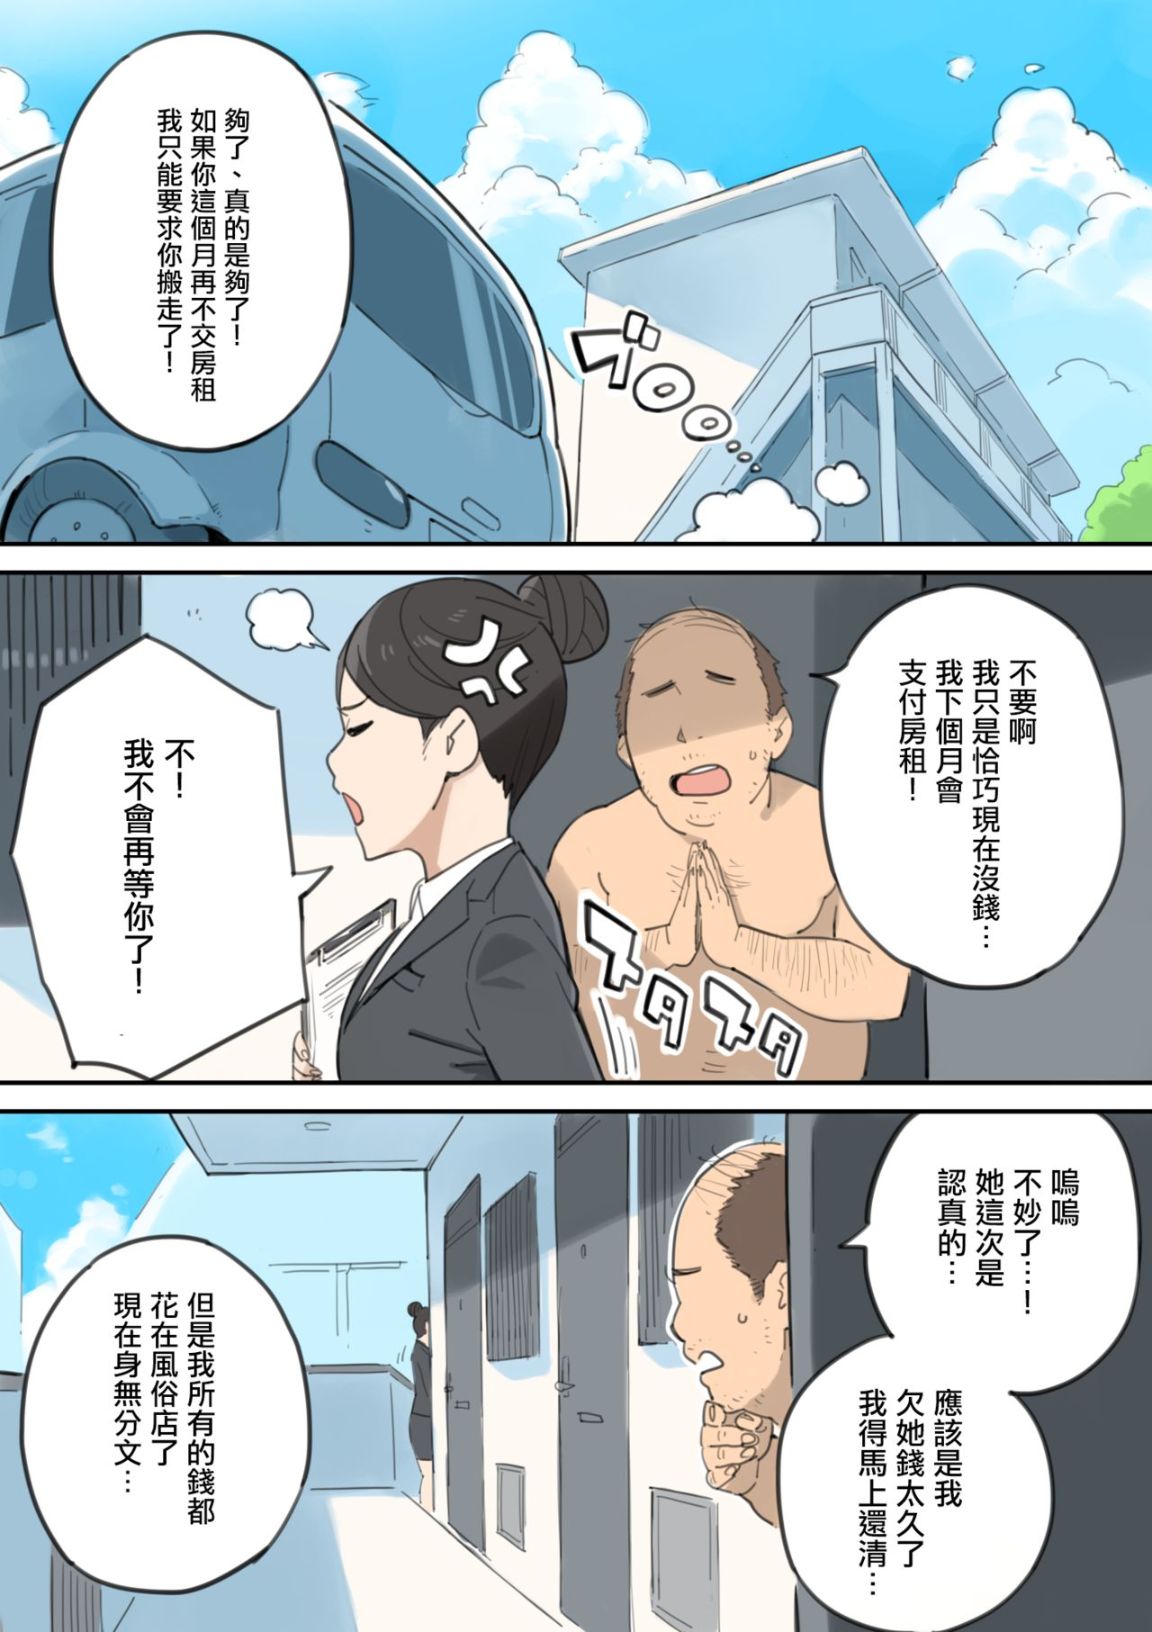 夠了、真的是夠了！
如果你這個月再不交房租
我只能要求你搬走了！
ブロロ
不要啊
我只是恰巧現在沒錢…
我下個月會
支付房租！
スタスタ
不！
我不會再等你了！
嗚嗚
不妙了…！
她這次是
認真的…
應該是我
欠她錢太久了
我得馬上還清…
但是我所有的錢都
花在風俗店了
現在身無分文…